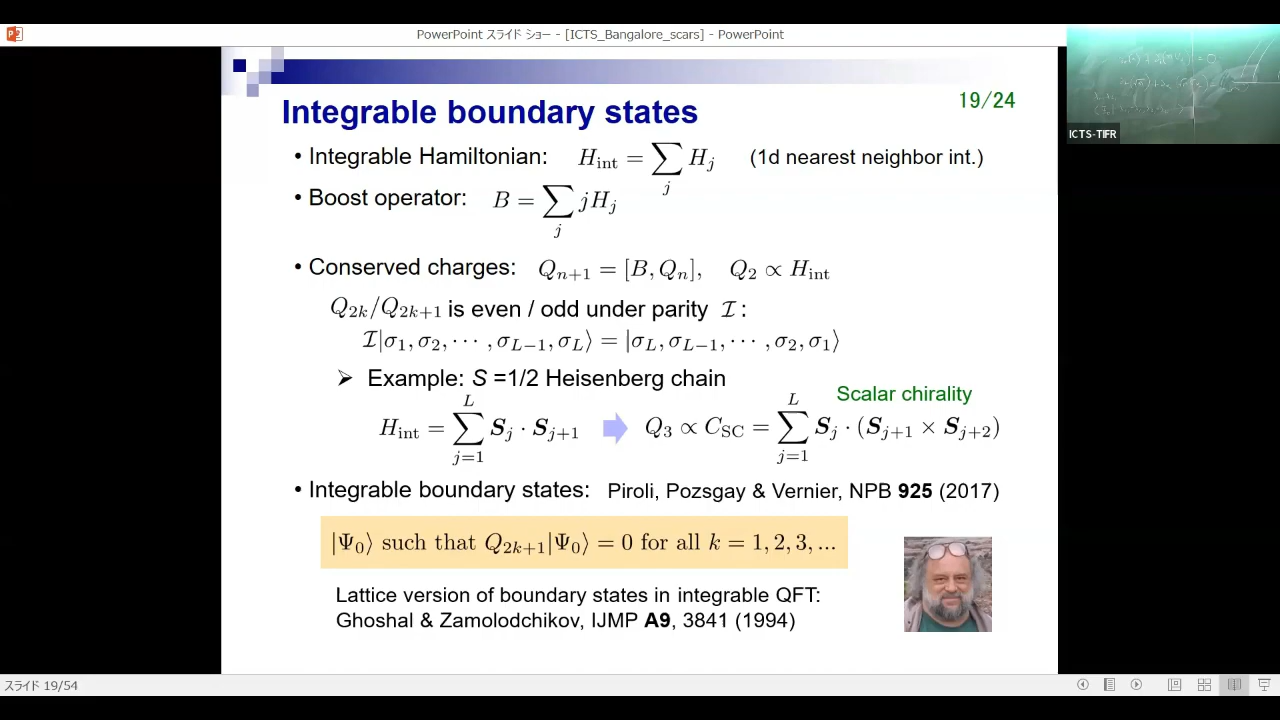 PowerPoint スライド ショー - [ICTS_Bangalore_scars] - PowerPoint
ICTS-TIFR
19/24
Integrable boundary states
• Integrable Hamiltonian: H_int = ∑_j H_j (1d nearest neighbor int.)
• Boost operator: B = ∑_j jH_j
• Conserved charges: Q_{n+1} = [B, Q_n], Q_2 ∝ H_int
Q_{2k}/Q_{2k+1} is even / odd under parity ℐ :
ℐ|σ_1, σ_2, ⋯ , σ_{L−1}, σ_L⟩ = |σ_L, σ_{L−1}, ⋯ , σ_2, σ_1⟩
➢ Example: S =1/2 Heisenberg chain
Scalar chirality
H_int = ∑_{j=1}^{L} S_j · S_{j+1} Q_3 ∝ C_SC = ∑_{j=1}^{L} S_j · (S_{j+1} × S_{j+2})
• Integrable boundary states: Piroli, Pozsgay & Vernier, NPB 925 (2017)
|Ψ_0⟩ such that Q_{2k+1}|Ψ_0⟩ = 0 for all k = 1, 2, 3, ...
Lattice version of boundary states in integrable QFT:
Ghoshal & Zamolodchikov, IJMP A9, 3841 (1994)
スライド 19/54